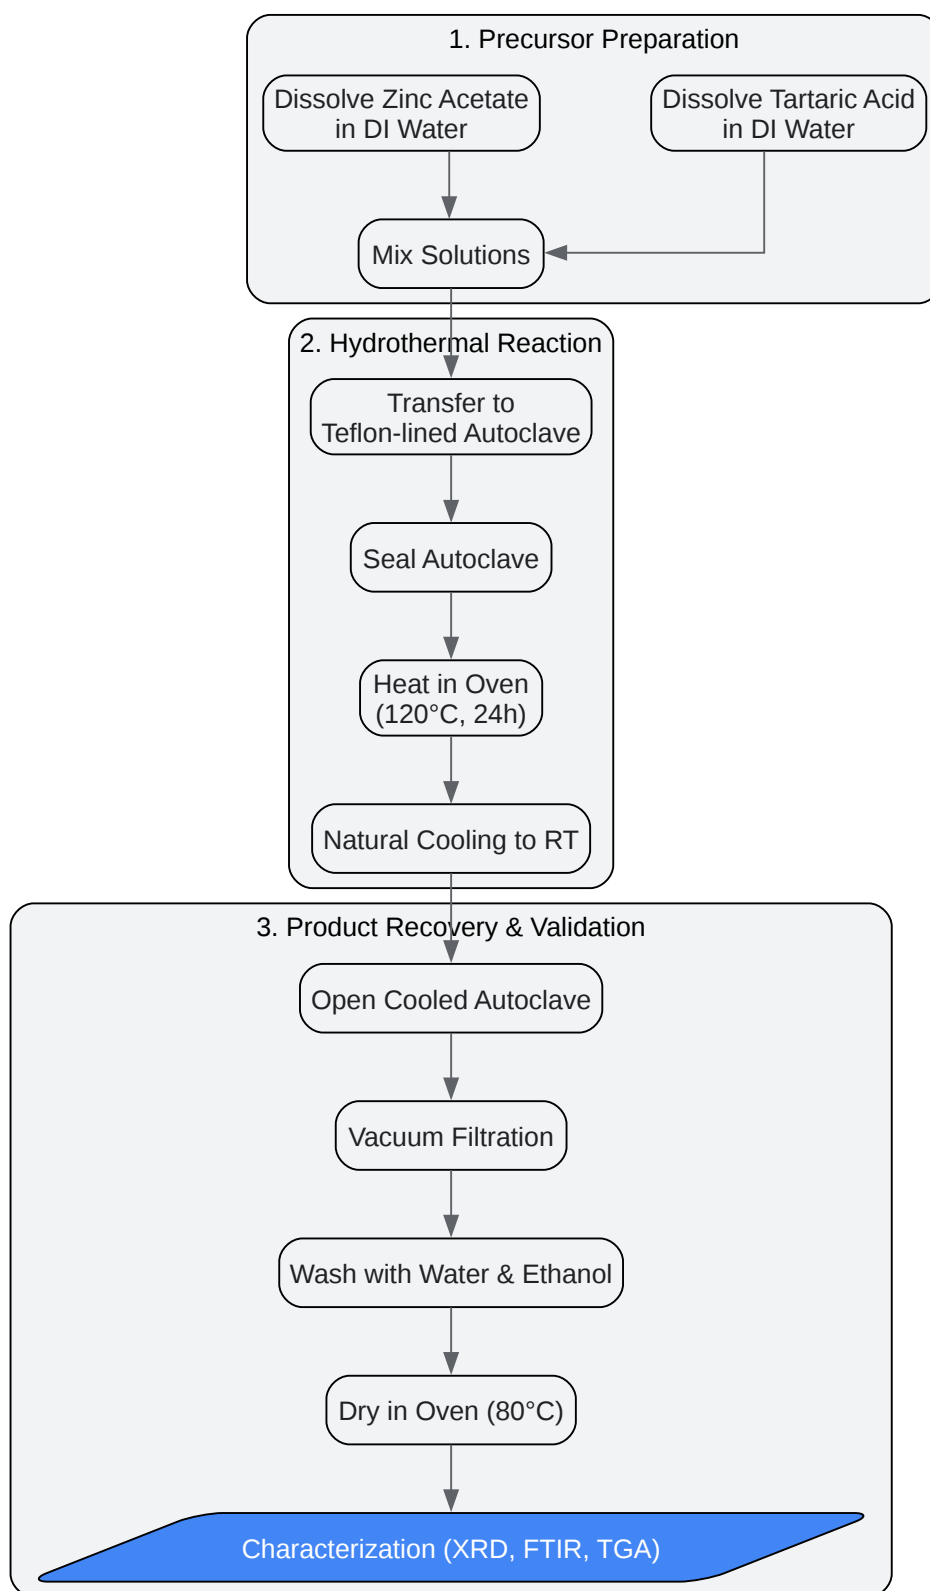 1. Precursor Preparation
Dissolve Zinc Acetate
in DI Water
Dissolve Tartaric Acid
in DI Water
Mix Solutions
2. Hydrothermal Reaction
Transfer to
Teflon-lined Autoclave
Seal Autoclave
Heat in Oven
(120°C, 24h)
Natural Cooling to RT
3. Product Recovery & Validation
Open Cooled Autoclave
Vacuum Filtration
Wash with Water & Ethanol
Dry in Oven (80°C)
Characterization (XRD, FTIR, TGA)